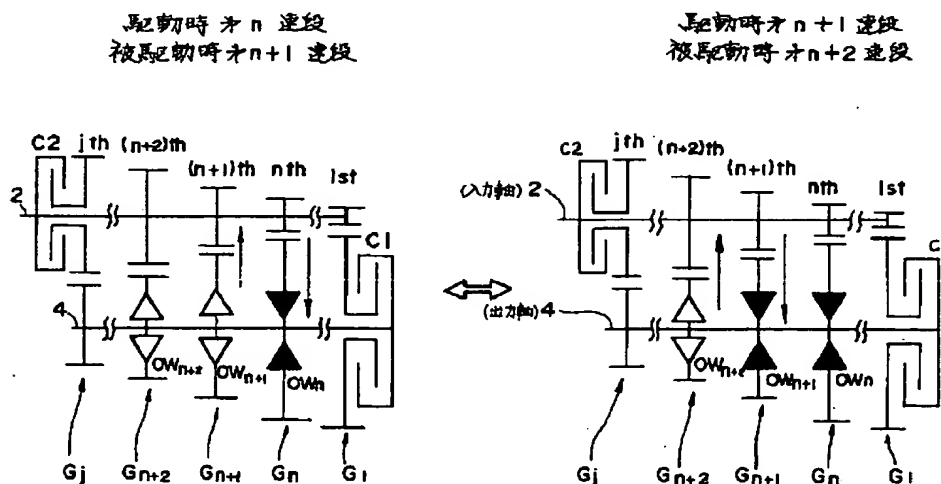 駆動時オn速段
被駆動時オn+1速段
駆動時オn+1速段
被駆動時オn+2速段
C2 jth (n+2)th (n+1)th nth 1st
2
C1
4
OWn+2 OWn+1 OWn
Gj Gn+2 Gn+1 Gn G1
C2 jth (n+2)th (n+1)th nth 1st
(入力軸) 2
C
(出力軸) 4
OWn+2 OWn+1 OWn
Gj Gn+2 Gn+1 Gn G1